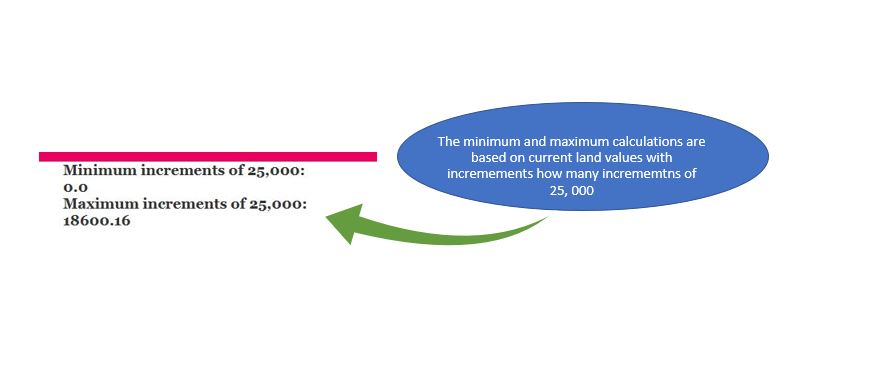 Minimum increments of 25,000:
0.0
Maximum increments of 25,000:
18600.16
The minimum and maximum calculations are
based on current land values with
incremements how many incrememtns of
25, 000